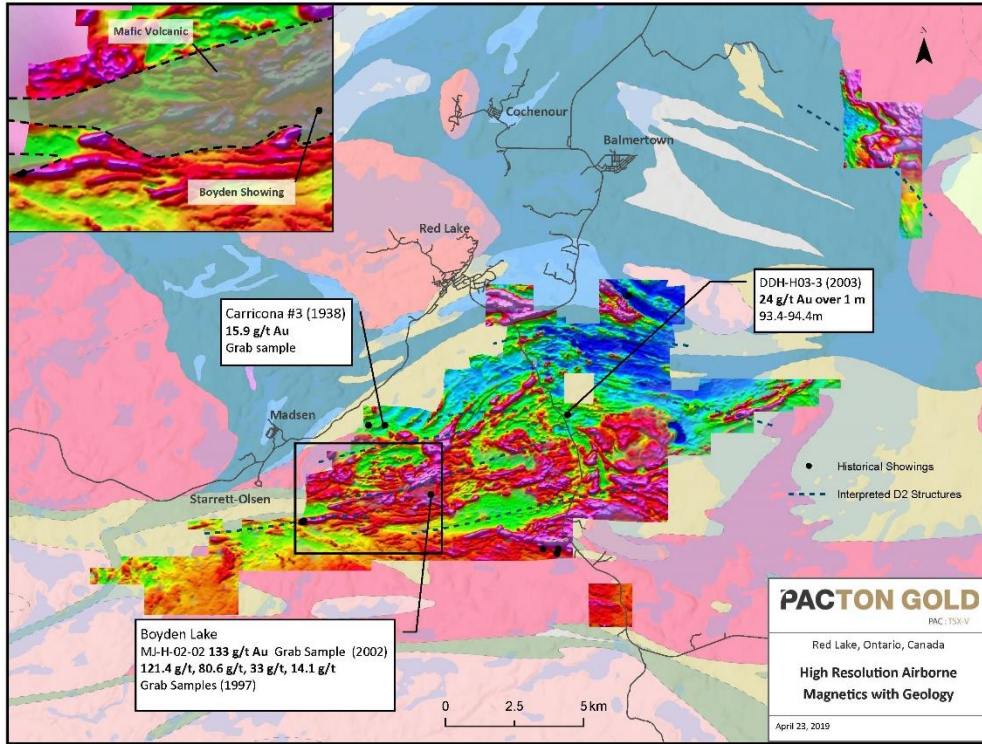 Mafic Volcanic
Boyden Showing
N
Cochenour
Balmertown
Red Lake
DDH-H03-3 (2003)
24 g/t Au over 1 m
93.4-94.4m
Carricona #3 (1938)
15.9 g/t Au
Grab sample
Madsen
Starrett-Olsen
Historical Showings
Interpreted D2 Structures
Boyden Lake
MJ-H-02-02 133 g/t Au Grab Sample (2002)
121.4 g/t, 80.6 g/t, 33 g/t, 14.1 g/t
Grab Samples (1997)
0 2.5 5 km
PACTON GOLD
PAC : TSX-V
Red Lake, Ontario, Canada
High Resolution Airborne
Magnetics with Geology
April 23, 2019